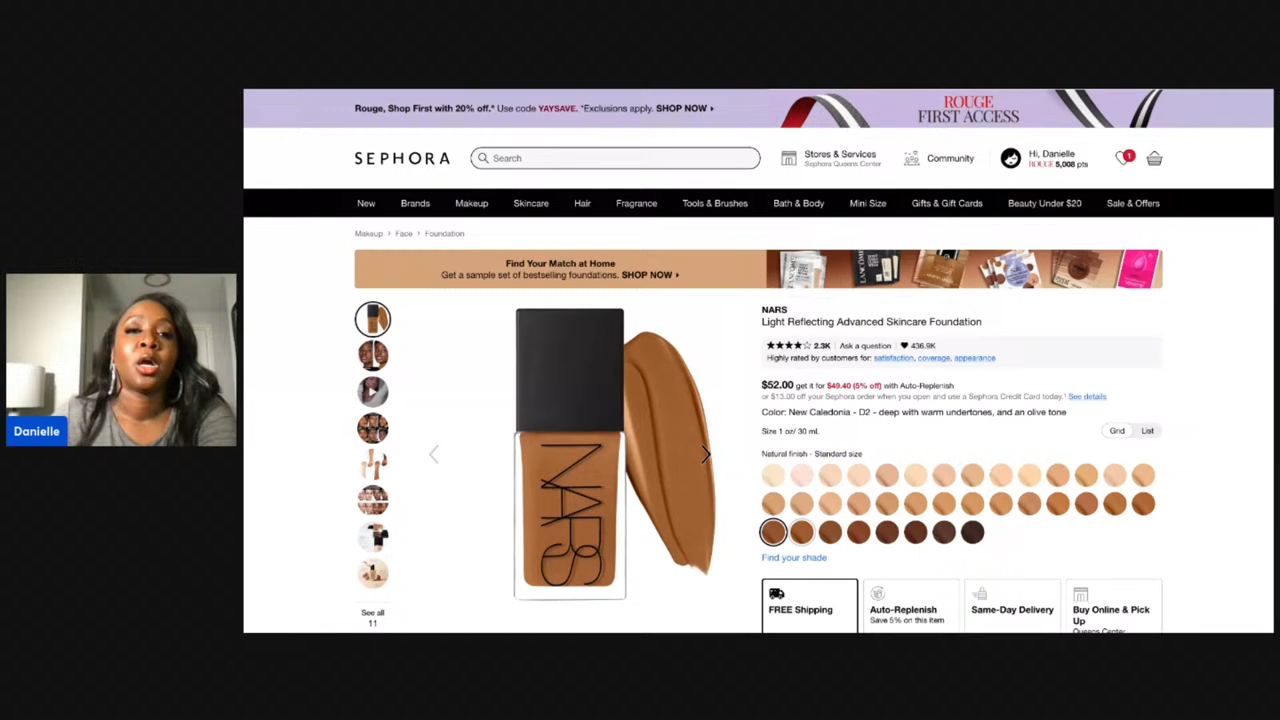 Rouge, Shop First with 20% off.* Use code YAYSAVE. *Exclusions apply. SHOP NOW ▸
ROUGE
FIRST ACCESS
SEPHORA
Search
Stores & Services
Sephora Queens Center
Community
Hi, Danielle
ROUGE 5,008 pts
1
New Brands Makeup Skincare Hair Fragrance Tools & Brushes Bath & Body Mini Size Gifts & Gift Cards Beauty Under $20 Sale & Offers
Makeup > Face > Foundation
Find Your Match at Home
Get a sample set of bestselling foundations. SHOP NOW ▸
LANCÔME
NARS
Light Reflecting Advanced Skincare Foundation
2.3K Ask a question 436.9K
Highly rated by customers for: satisfaction, coverage, appearance
$52.00 get it for $49.40 (5% off) with Auto-Replenish
or $13.00 off your Sephora order when you open and use a Sephora Credit Card today.¹ See details
Color: New Caledonia - D2 - deep with warm undertones, and an olive tone
Size 1 oz/ 30 mL
Grid List
Natural finish - Standard size
Find your shade
FREE Shipping
Auto-Replenish
Save 5% on this item
Same-Day Delivery
Buy Online & Pick
Up
Queens Center
NARS
See all
11
Danielle